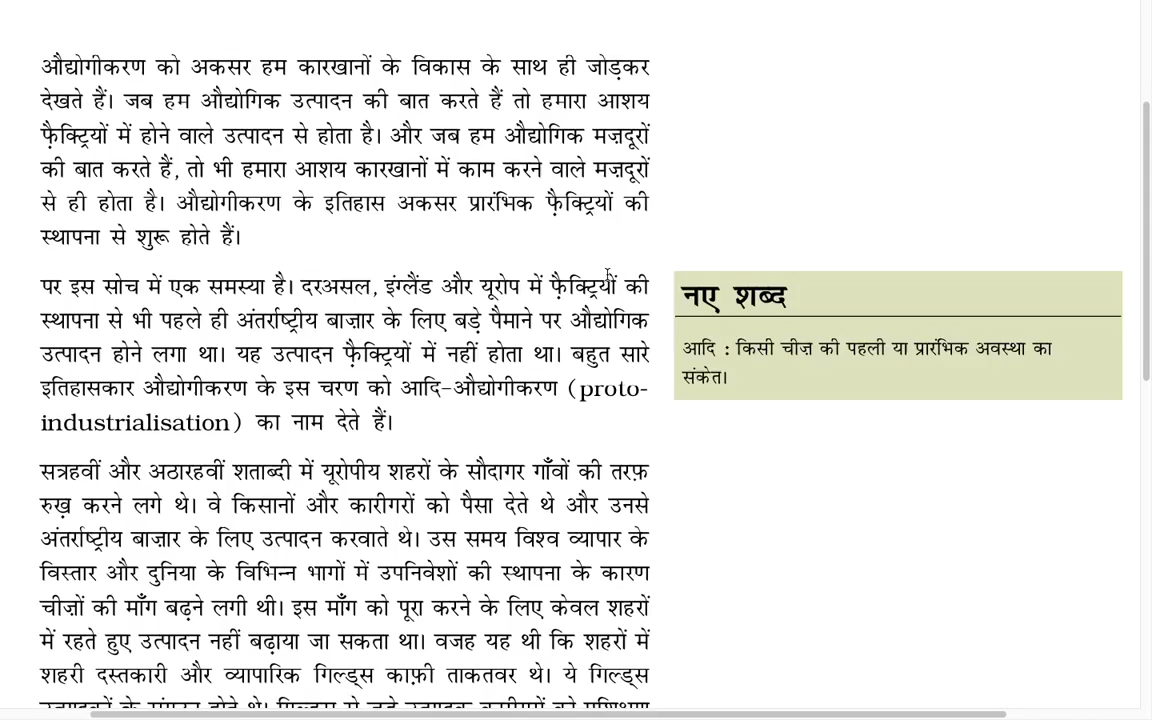 औद्योगीकरण को अकसर हम कारखानों के विकास के साथ ही जोड़कर
देखते हैं। जब हम औद्योगिक उत्पादन की बात करते हैं तो हमारा आशय
फ़ैक्ट्रियों में होने वाले उत्पादन से होता है। और जब हम औद्योगिक मज़दूरों
की बात करते हैं, तो भी हमारा आशय कारखानों में काम करने वाले मज़दूरों
से ही होता है। औद्योगीकरण के इतिहास अकसर प्रारंभिक फ़ैक्ट्रियों की
स्थापना से शुरू होते हैं।
पर इस सोच में एक समस्या है। दरअसल, इंग्लैंड और यूरोप में फ़ैक्ट्रियों की
स्थापना से भी पहले ही अंतर्राष्ट्रीय बाज़ार के लिए बड़े पैमाने पर औद्योगिक
उत्पादन होने लगा था। यह उत्पादन फ़ैक्ट्रियों में नहीं होता था। बहुत सारे
इतिहासकार औद्योगीकरण के इस चरण को आदि-औद्योगीकरण (proto-
industrialisation) का नाम देते हैं।
सत्रहवीं और अठारहवीं शताब्दी में यूरोपीय शहरों के सौदागर गाँवों की तरफ़
रुख़ करने लगे थे। वे किसानों और कारीगरों को पैसा देते थे और उनसे
अंतर्राष्ट्रीय बाज़ार के लिए उत्पादन करवाते थे। उस समय विश्व व्यापार के
विस्तार और दुनिया के विभिन्न भागों में उपनिवेशों की स्थापना के कारण
चीज़ों की माँग बढ़ने लगी थी। इस माँग को पूरा करने के लिए केवल शहरों
में रहते हुए उत्पादन नहीं बढ़ाया जा सकता था। वजह यह थी कि शहरों में
शहरी दस्तकारी और व्यापारिक गिल्ड्स काफ़ी ताकतवर थे। ये गिल्ड्स
नए शब्द
आदि : किसी चीज़ की पहली या प्रारंभिक अवस्था का
संकेत।